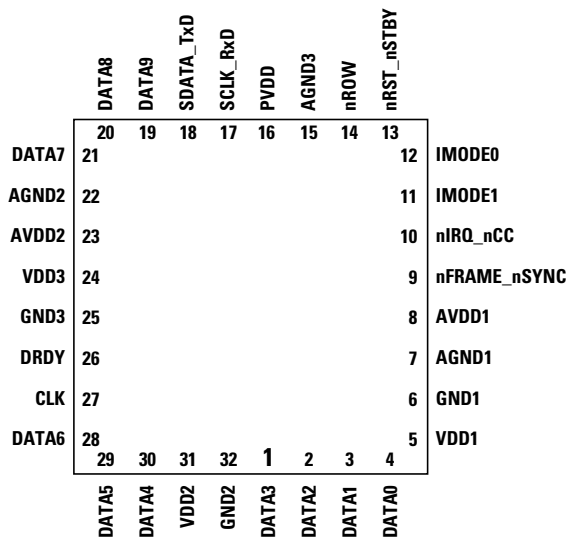 DATA8 DATA9 SDATA_TxD SCLK_RxD PVDD AGND3 nROW nRST_nSTBY
20 19 18 17 16 15 14 13
DATA7 21 12 IMODE0
AGND2 22 11 IMODE1
AVDD2 23 10 nIRQ_nCC
VDD3 24 9 nFRAME_nSYNC
GND3 25 8 AVDD1
DRDY 26 7 AGND1
CLK 27 6 GND1
DATA6 28 5 VDD1
29 30 31 32 1 2 3 4
DATA5 DATA4 VDD2 GND2 DATA3 DATA2 DATA1 DATA0